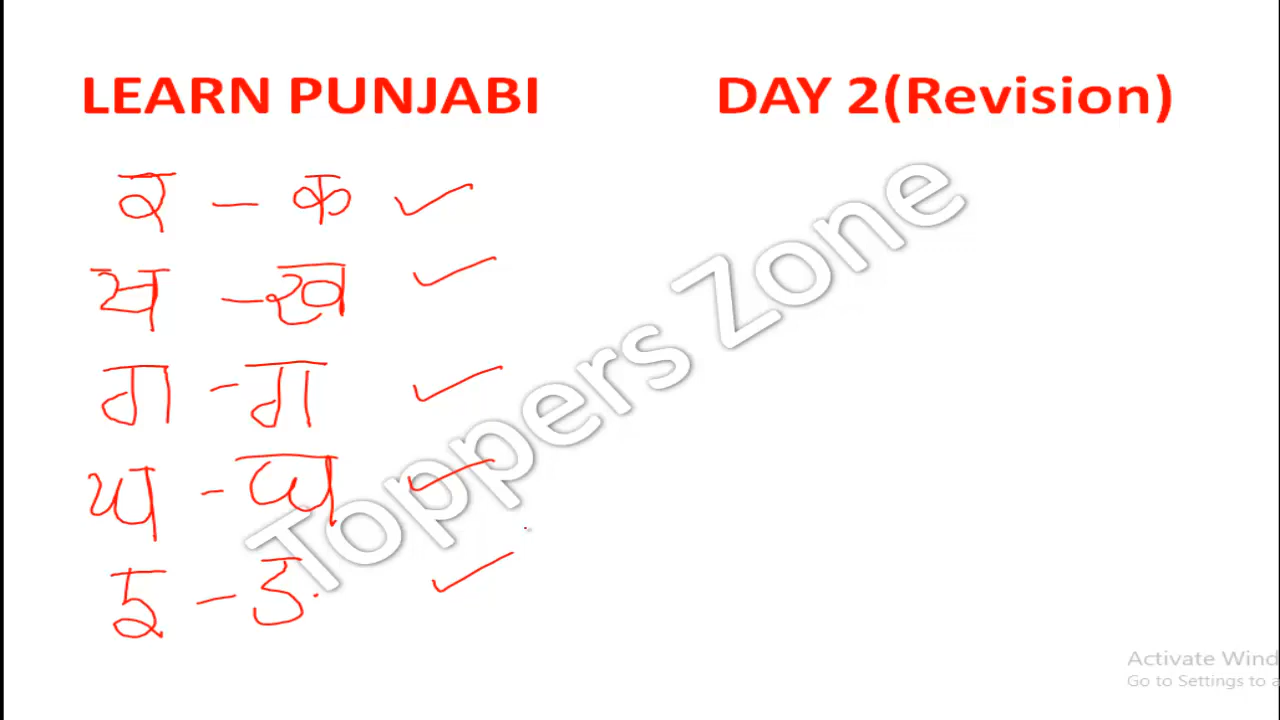 LEARN PUNJABI DAY 2(Revision)
ਕ - क
ਖ - ख
ਗ - ग
ਘ - घ
ਙ - ङ
Toppers Zone
Activate Wind
Go to Settings to a